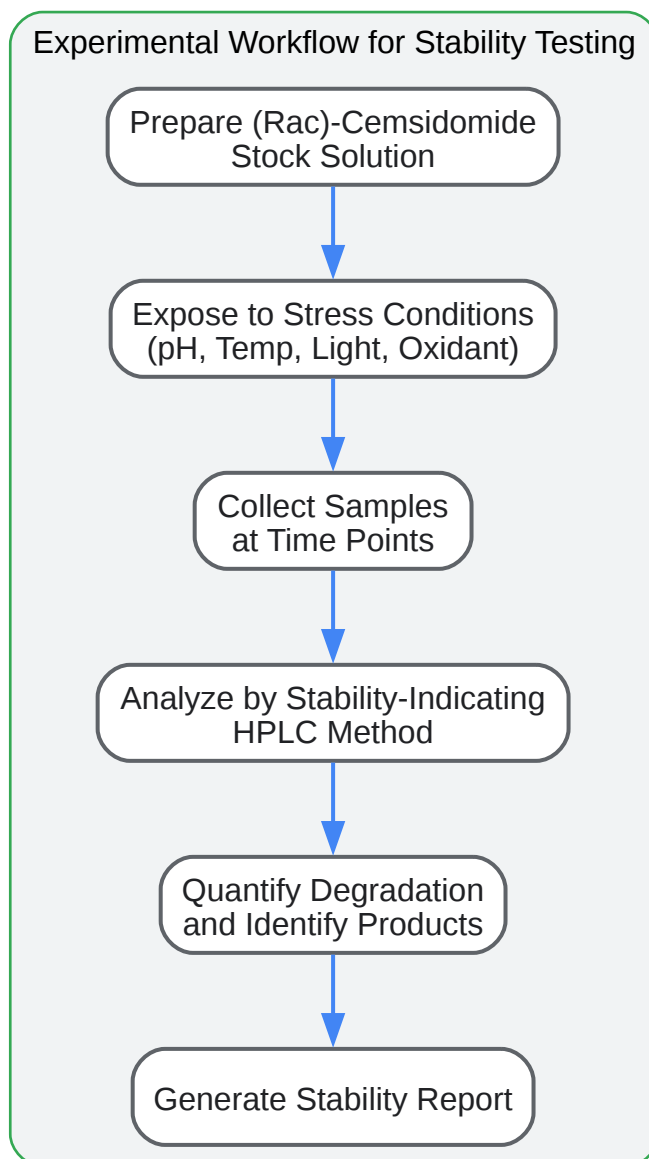 Experimental Workflow for Stability Testing
Prepare (Rac)-Cemsidomide
Stock Solution
Expose to Stress Conditions
(pH, Temp, Light, Oxidant)
Collect Samples
at Time Points
Analyze by Stability-Indicating
HPLC Method
Quantify Degradation
and Identify Products
Generate Stability Report